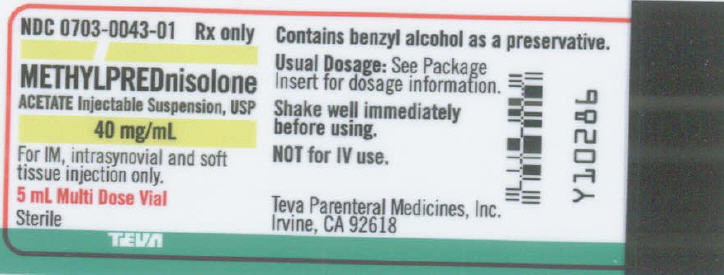 NDC 0703-0043-01 Rx only
METHYLPREDnisolone
ACETATE Injectable Suspension, USP
40 mg/mL
For IM, intrasynovial and soft
tissue injection only.
5 mL Multi Dose Vial
Sterile
TEVA
Contains benzyl alcohol as a preservative.
Usual Dosage: See Package
Insert for dosage information.
Shake well immediately
before using.
NOT for IV use.
Teva Parenteral Medicines, Inc.
Irvine, CA 92618
Y10286